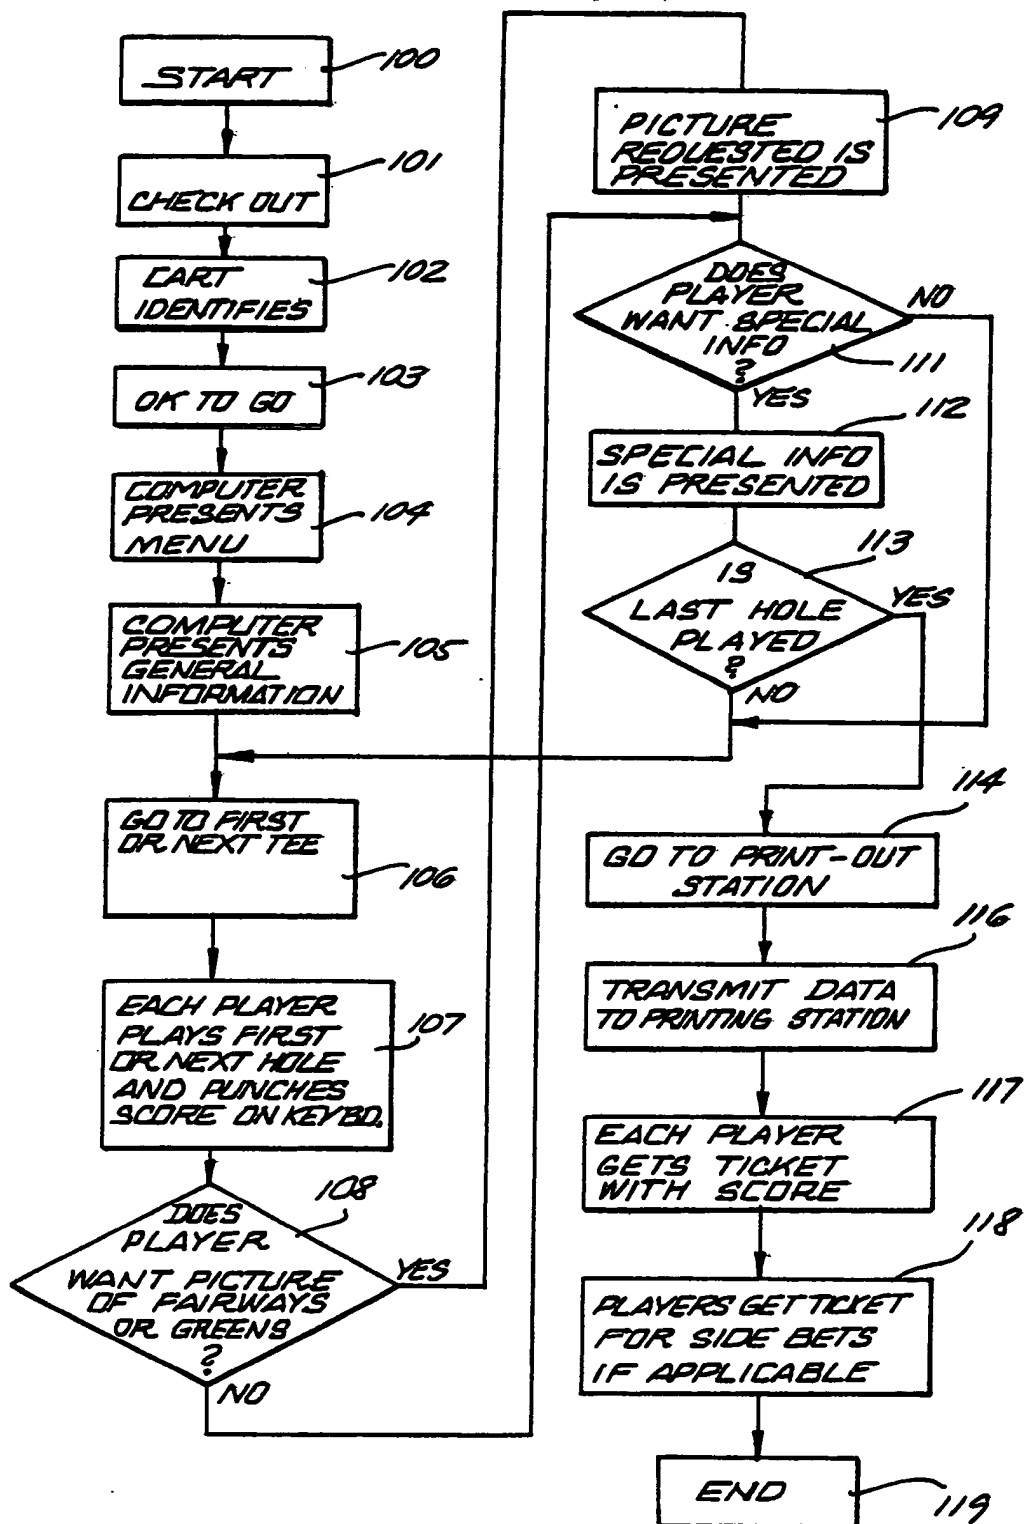 START
100
CHECK OUT
101
CART
IDENTIFIES
102
OK TO GO
103
COMPUTER
PRESENTS
MENU
104
COMPUTER
PRESENTS
GENERAL
INFORMATION
105
GO TO FIRST
OR NEXT TEE
106
EACH PLAYER
PLAYS FIRST
OR NEXT HOLE
AND PUNCHES
SCORE ON KEYBD.
107
DOES
PLAYER
WANT PICTURE
OF FAIRWAYS
OR GREENS
?
108
YES
NO
PICTURE
REQUESTED IS
PRESENTED
109
DOES
PLAYER
WANT SPECIAL
INFO
?
111
NO
YES
SPECIAL INFO
IS PRESENTED
112
IS
LAST HOLE
PLAYED
?
113
YES
NO
GO TO PRINT-OUT
STATION
114
TRANSMIT DATA
TO PRINTING STATION
116
EACH PLAYER
GETS TICKET
WITH SCORE
117
PLAYERS GET TICKET
FOR SIDE BETS
IF APPLICABLE
118
END
119